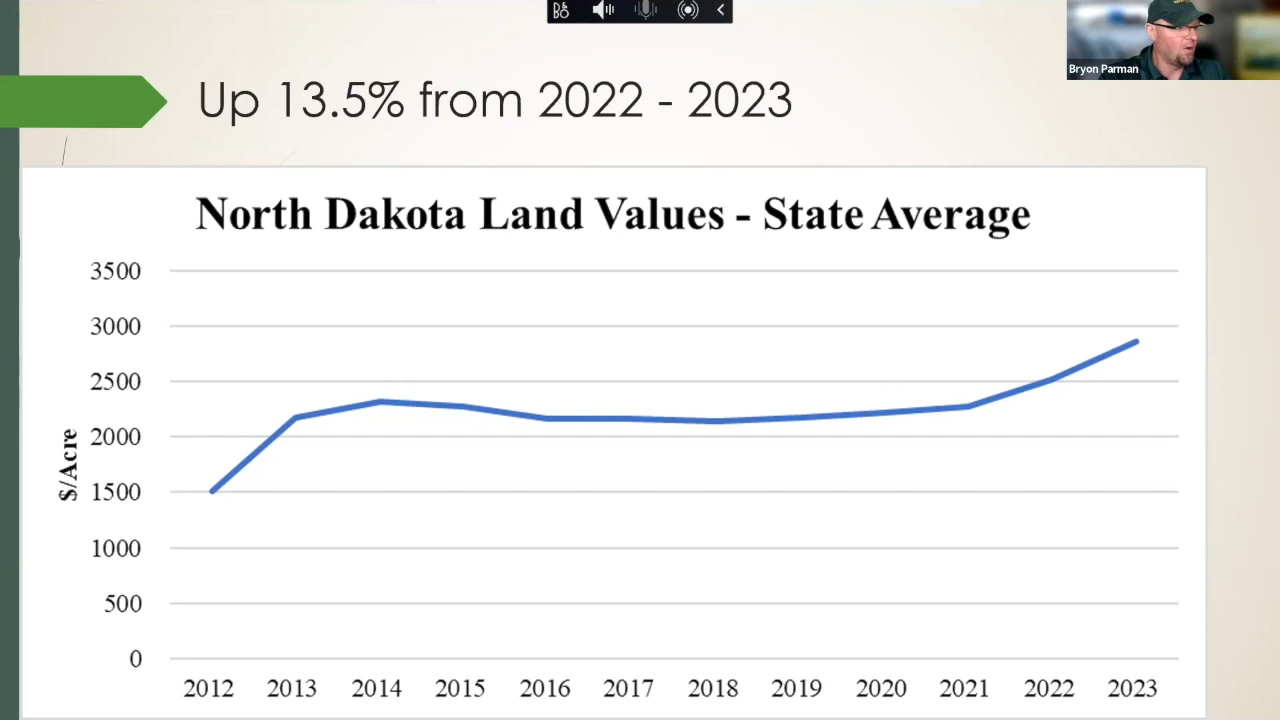 Bryon Parman
Up 13.5% from 2022 - 2023
North Dakota Land Values - State Average
3500
3000
2500
2000
1500
1000
500
0
$/Acre
2012 2013 2014 2015 2016 2017 2018 2019 2020 2021 2022 2023